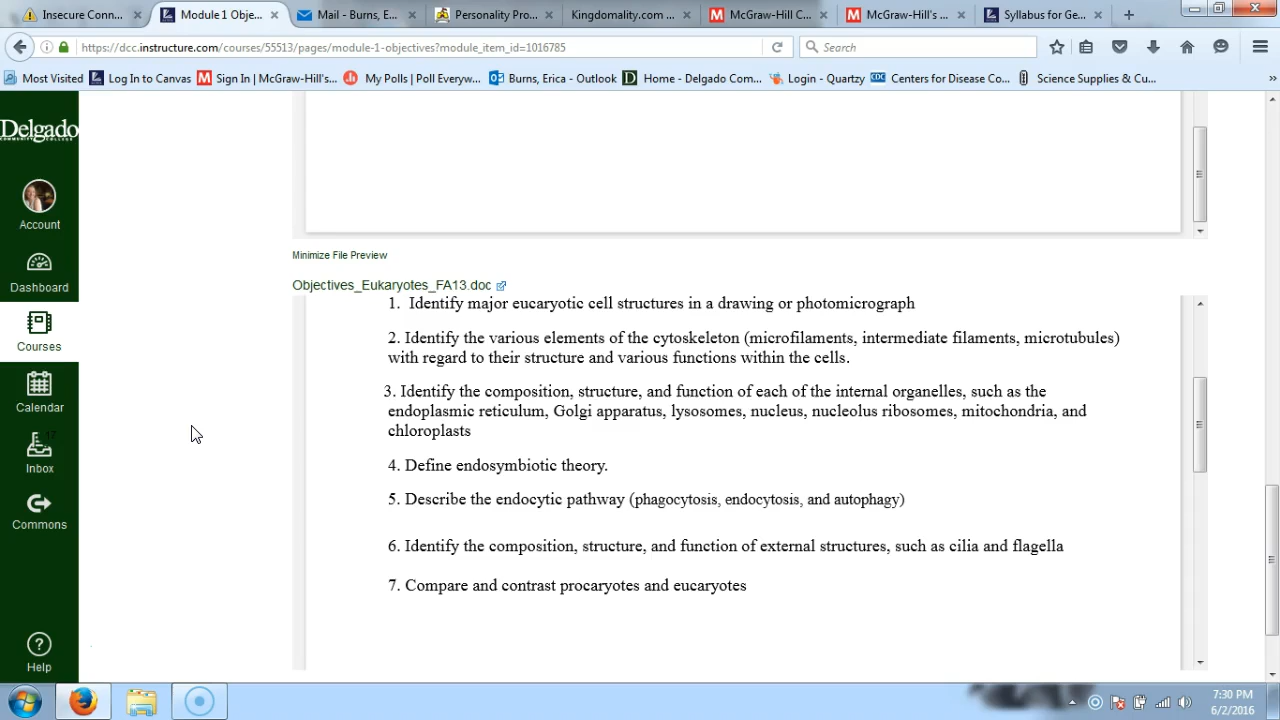 Insecure Conn...
Module 1 Obje...
Mail - Burns, E...
Personality Pro...
Kingdomality.com ...
McGraw-Hill C...
McGraw-Hill's ...
Syllabus for Ge...
https://dcc.instructure.com/courses/55513/pages/module-1-objectives?module_item_id=1016785
Search
Most Visited
Log In to Canvas
Sign In | McGraw-Hill's...
My Polls | Poll Everyw...
Burns, Erica - Outlook
Home - Delgado Com...
Login - Quartzy
CDC
Centers for Disease Co...
Science Supplies & Cu...
Delgado
COMMUNITY COLLEGE
Account
Dashboard
Courses
Calendar
17
Inbox
Commons
Help
Minimize File Preview
Objectives_Eukaryotes_FA13.doc
1. Identify major eucaryotic cell structures in a drawing or photomicrograph
2. Identify the various elements of the cytoskeleton (microfilaments, intermediate filaments, microtubules)
with regard to their structure and various functions within the cells.
3. Identify the composition, structure, and function of each of the internal organelles, such as the
endoplasmic reticulum, Golgi apparatus, lysosomes, nucleus, nucleolus ribosomes, mitochondria, and
chloroplasts
4. Define endosymbiotic theory.
5. Describe the endocytic pathway (phagocytosis, endocytosis, and autophagy)
6. Identify the composition, structure, and function of external structures, such as cilia and flagella
7. Compare and contrast procaryotes and eucaryotes
7:30 PM
6/2/2016